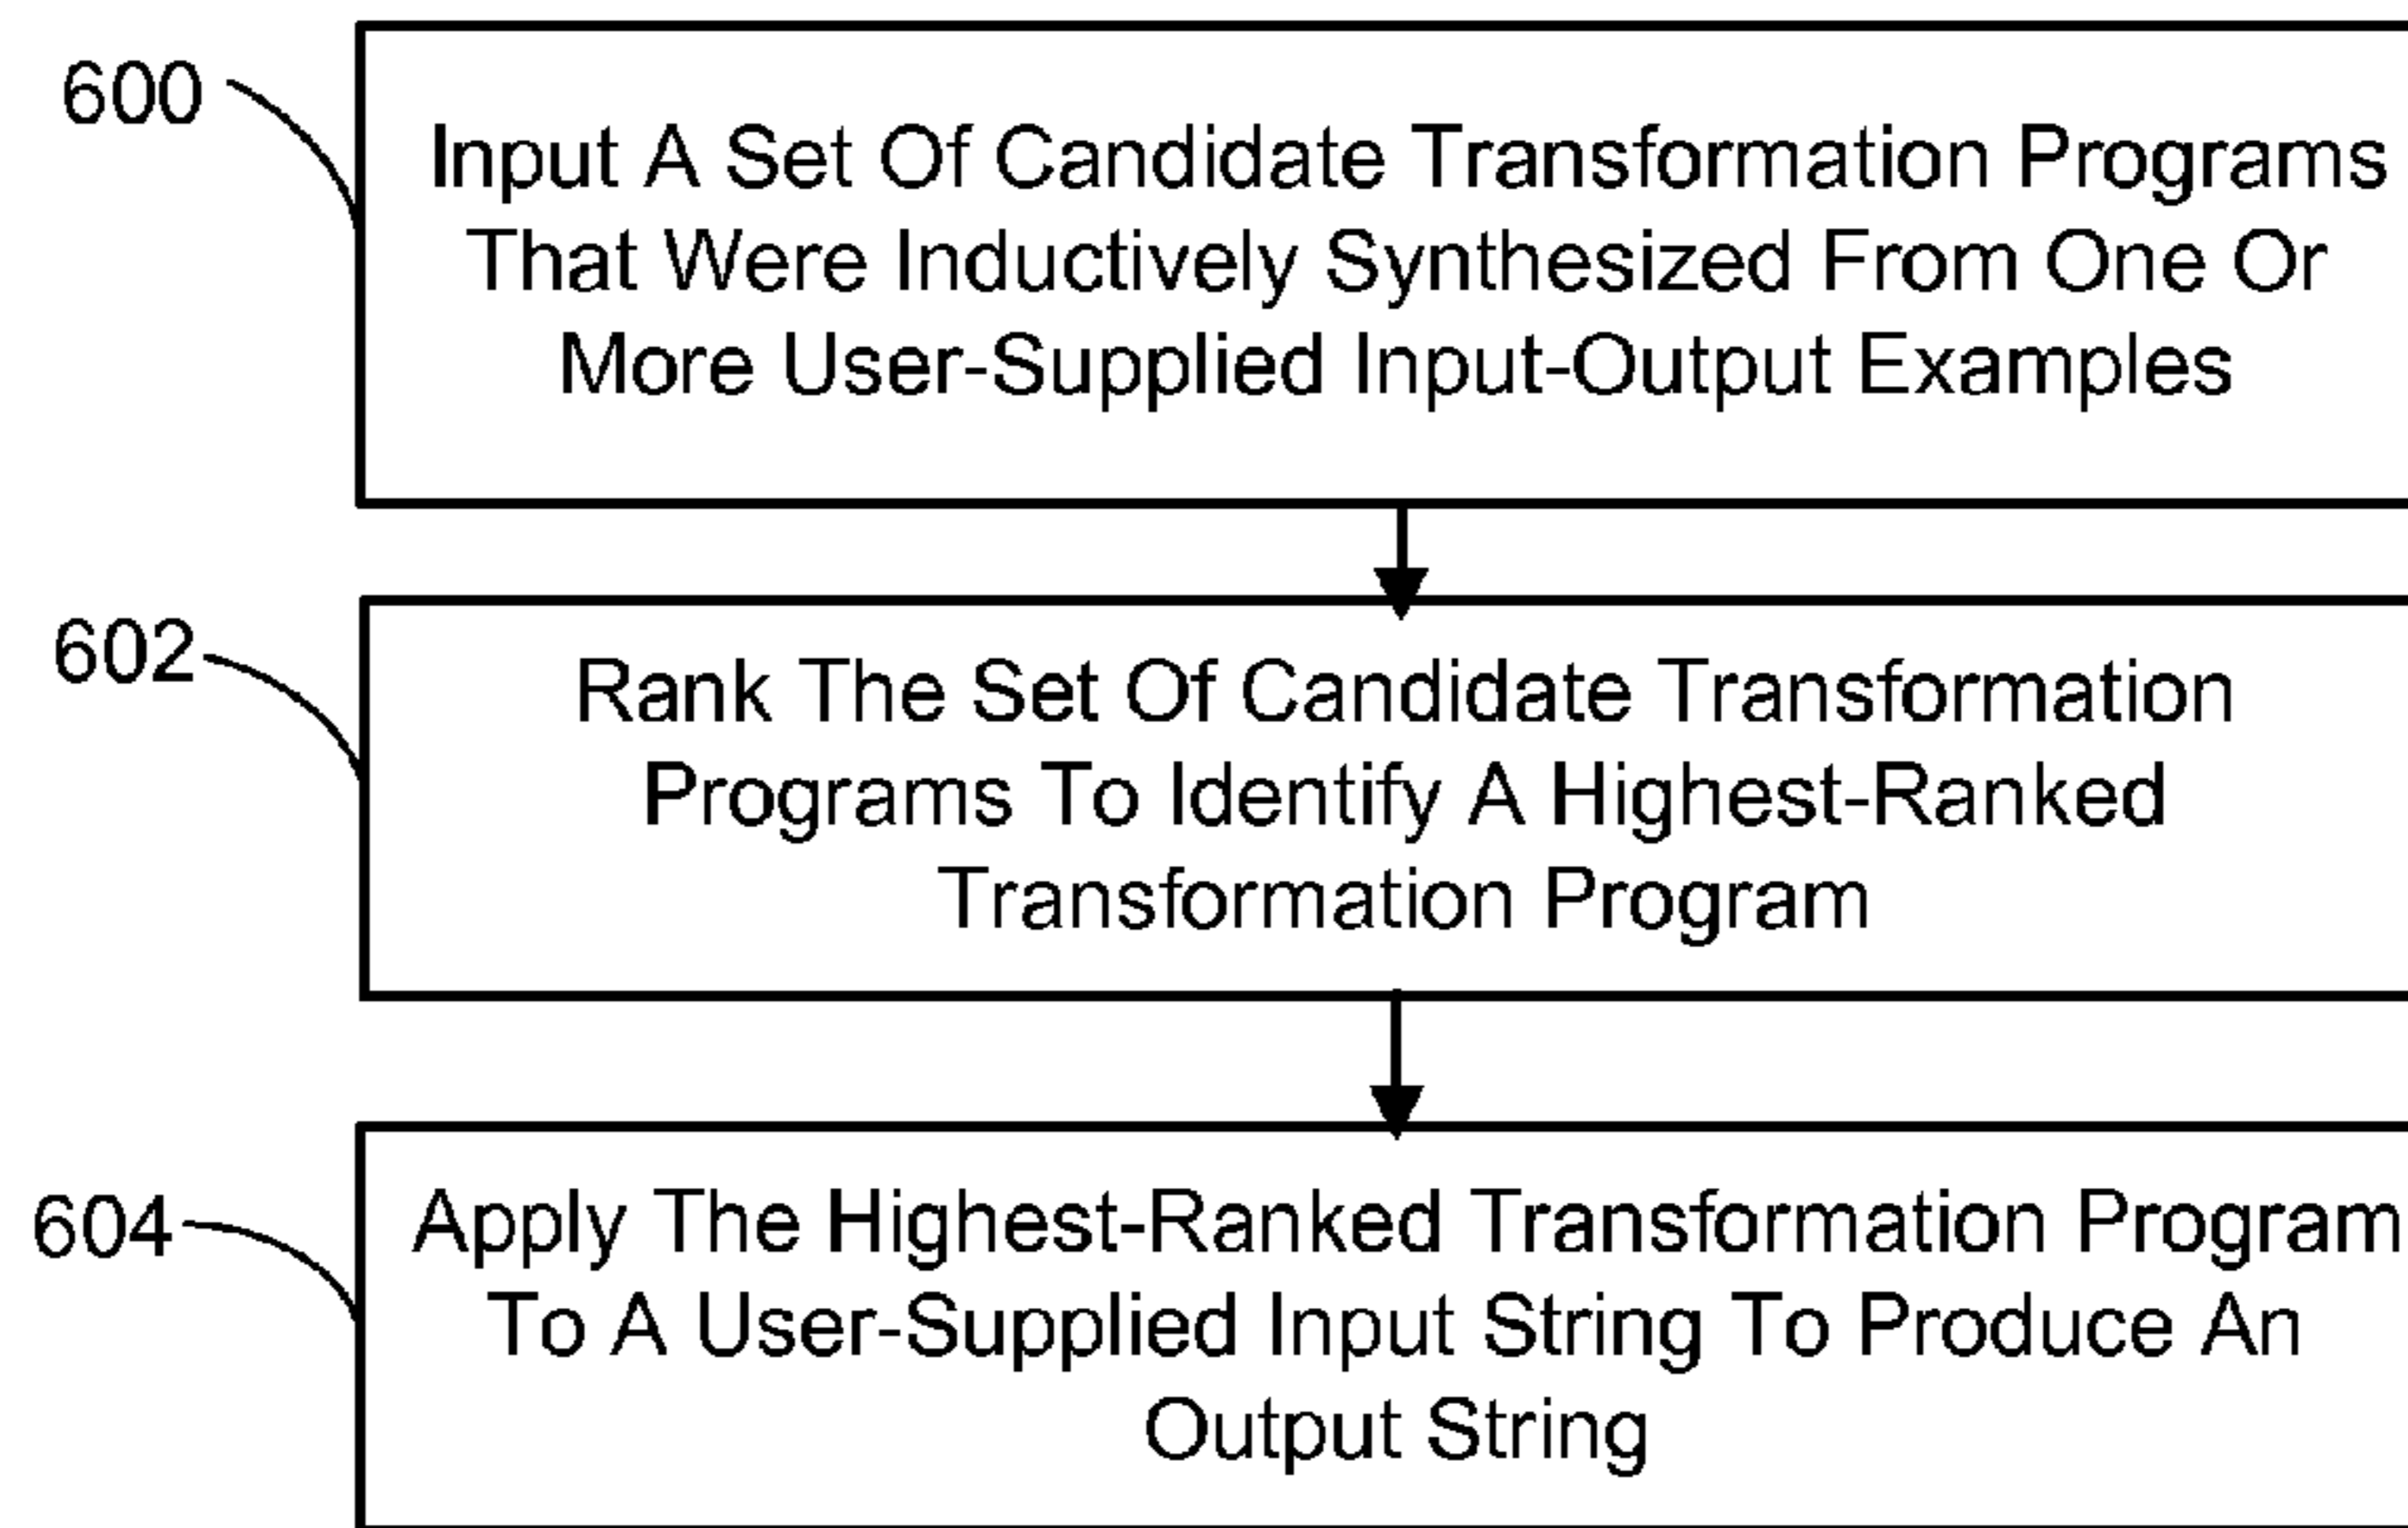 600
Input A Set Of Candidate Transformation Programs
That Were Inductively Synthesized From One Or
More User-Supplied Input-Output Examples
602
Rank The Set Of Candidate Transformation
Programs To Identify A Highest-Ranked
Transformation Program
604
Apply The Highest-Ranked Transformation Program
To A User-Supplied Input String To Produce An
Output String